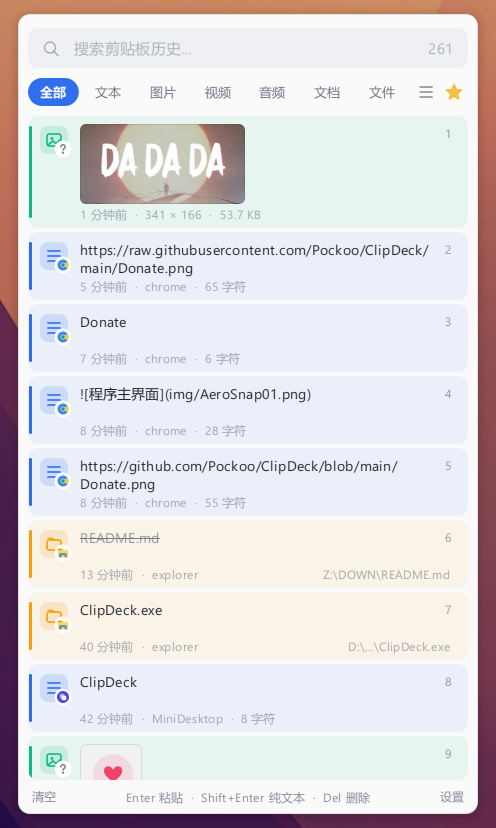 搜索剪贴板历史... 261
全部 文本 图片 视频 音频 文档 文件
DA DA DA 1
1 分钟前 · 341 × 166 · 53.7 KB
https://raw.githubusercontent.com/Pockoo/ClipDeck/ 2
main/Donate.png
5 分钟前 · chrome · 65 字符
Donate 3
7 分钟前 · chrome · 6 字符
![程序主界面](img/AeroSnap01.png) 4
8 分钟前 · chrome · 28 字符
https://github.com/Pockoo/ClipDeck/blob/main/ 5
Donate.png
8 分钟前 · chrome · 55 字符
README.md 6
13 分钟前 · explorer Z:\DOWN\README.md
ClipDeck.exe 7
40 分钟前 · explorer D:\...\ClipDeck.exe
ClipDeck 8
42 分钟前 · MiniDesktop · 8 字符
9
清空 Enter 粘贴 · Shift+Enter 纯文本 · Del 删除 设置